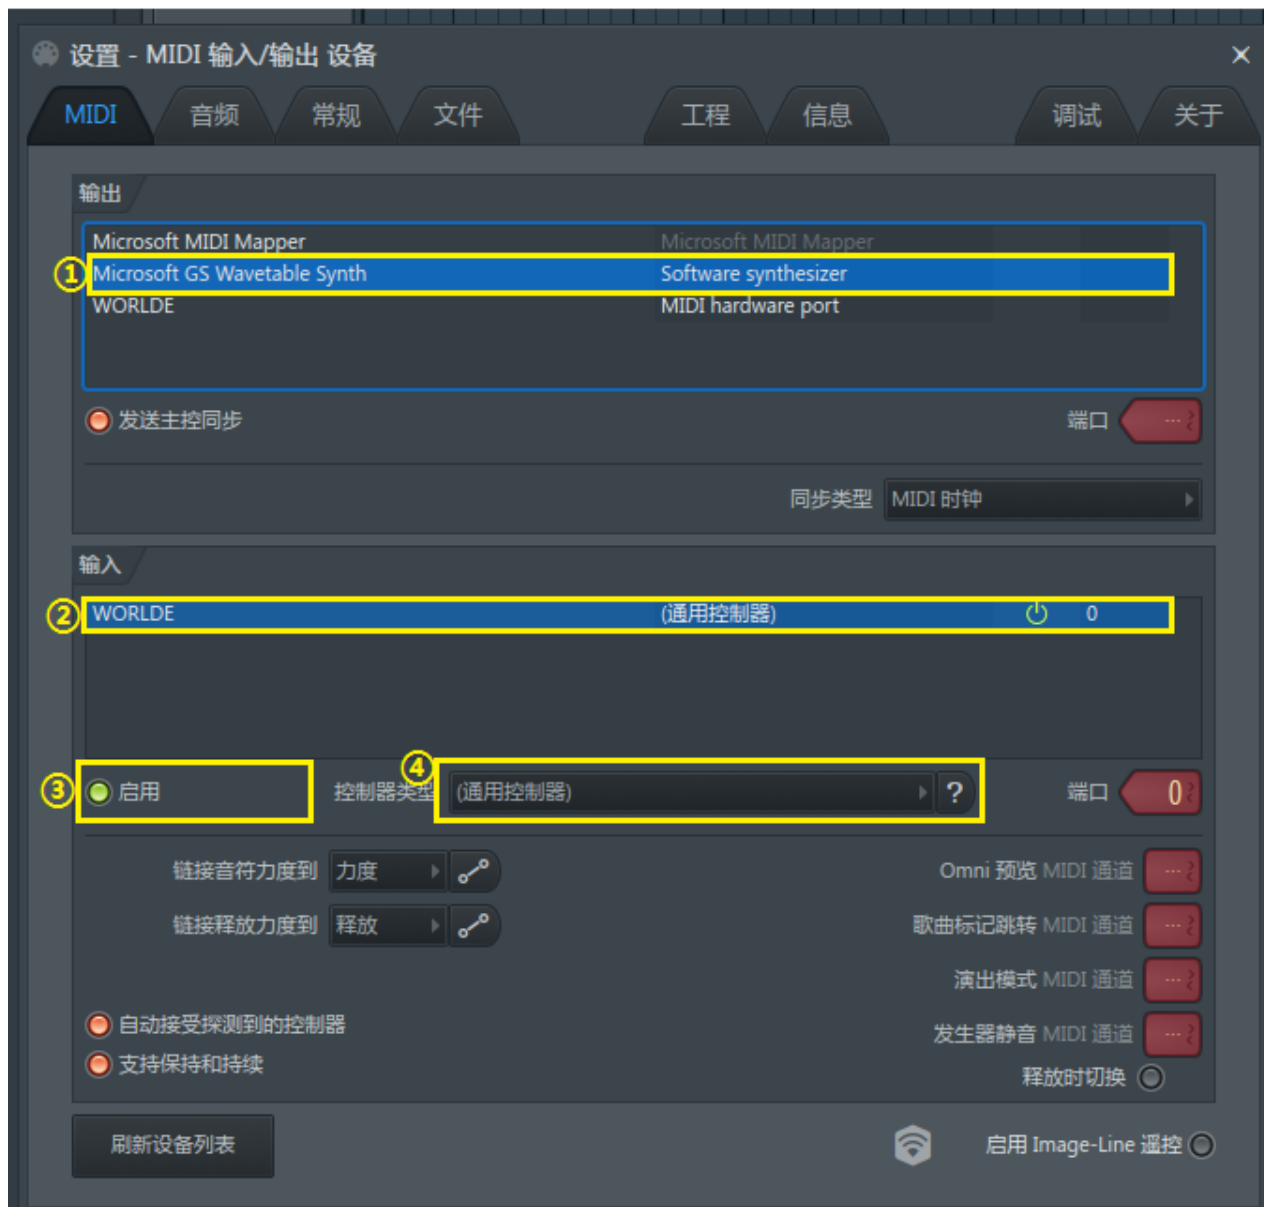 设置 - MIDI 输入/输出 设备
MIDI 音频 常规 文件 工程 信息 调试 关于
输出
Microsoft MIDI Mapper Microsoft MIDI Mapper
① Microsoft GS Wavetable Synth Software synthesizer
WORLDE MIDI hardware port
发送主控同步 端口 ---
同步类型 MIDI 时钟
输入
② WORLDE (通用控制器) 0
③ 启用 控制器类型 ④ (通用控制器) ? 端口 0
链接音符力度到 力度 Omni 预览 MIDI 通道 ---
链接释放力度到 释放 歌曲标记跳转 MIDI 通道 ---
演出模式 MIDI 通道 ---
自动接受探测到的控制器 发生器静音 MIDI 通道 ---
支持保持和持续 释放时切换
刷新设备列表 启用 Image-Line 遥控